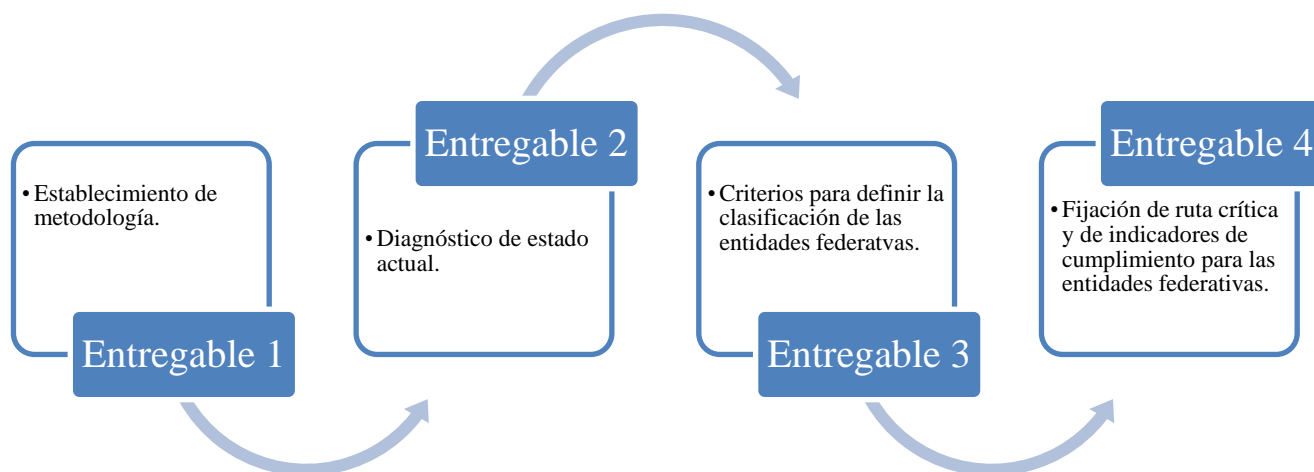 • Establecimiento de
metodología.
Entregable 1
Entregable 2
• Diagnóstico de estado
actual.
• Criterios para definir la
clasificación de las
entidades federatvas.
Entregable 3
Entregable 4
• Fijación de ruta crítica
y de indicadores de
cumplimiento para las
entidades federativas.